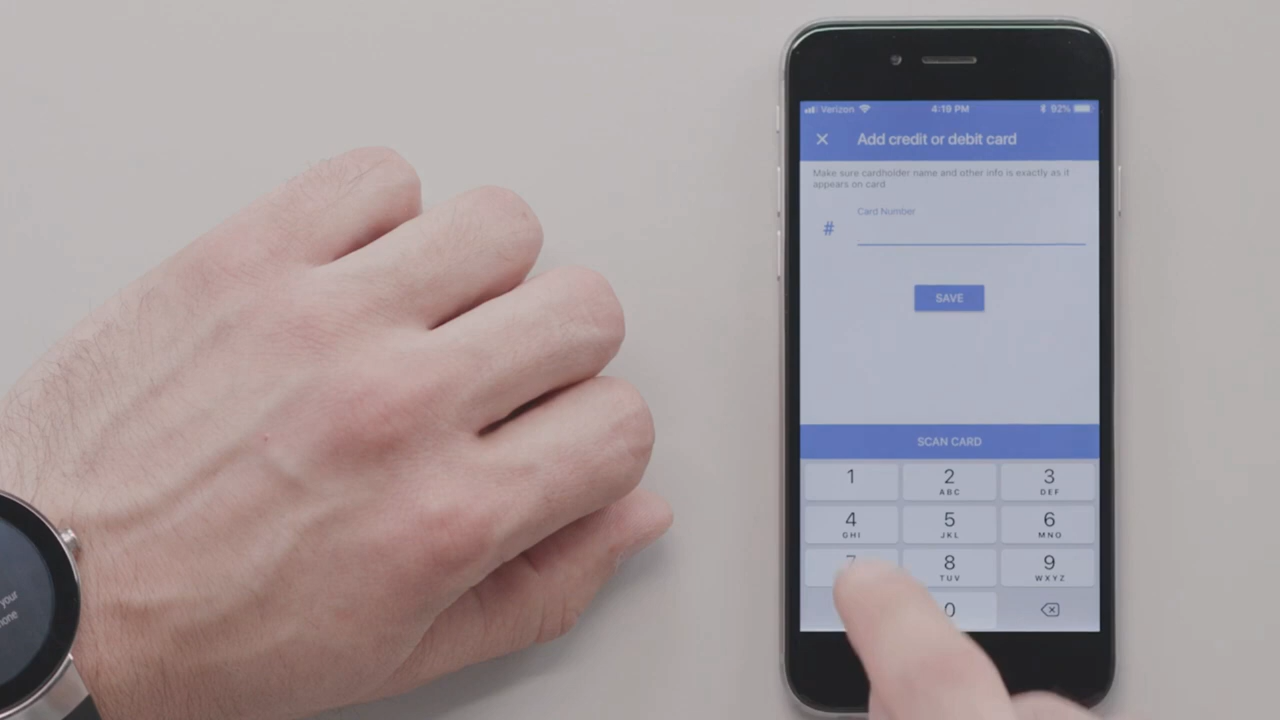 Verizon 4:19 PM 92%
Add credit or debit card
Make sure cardholder name and other info is exactly as it
appears on card
Card Number
#
SAVE
SCAN CARD
1 2 3
ABC DEF
4 5 6
GHI JKL MNO
7 8 9
TUV WXYZ
0
your